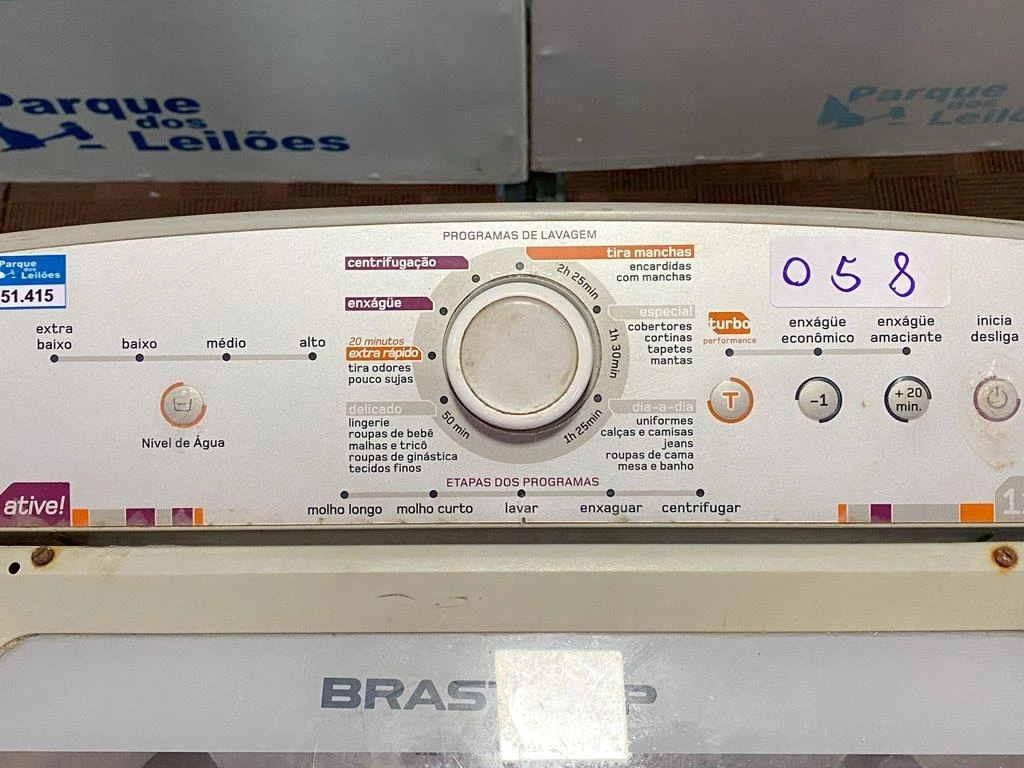 Parque
dos
Leilões
Parque
dos
Leilões
PROGRAMAS DE LAVAGEM
Parque
dos
Leilões
51.415
centrifugação
enxágüe
20 minutos
extra rápido
tira odores
pouco sujas
delicado
lingerie
roupas de bebê
malhas e tricô
roupas de ginástica
tecidos finos
2h 25min
1h 30min
1h 25min
50 min
tira manchas
encardidas
com manchas
especial
cobertores
cortinas
tapetes
mantas
dia-a-dia
uniformes
calças e camisas
jeans
roupas de cama
mesa e banho
058
extra
baixo
baixo
médio
alto
Nível de Água
turbo
performance
enxágüe
econômico
enxágüe
amaciante
inicia
desliga
T
-1
+ 20
min.
ETAPAS DOS PROGRAMAS
molho longo
molho curto
lavar
enxaguar
centrifugar
ative!